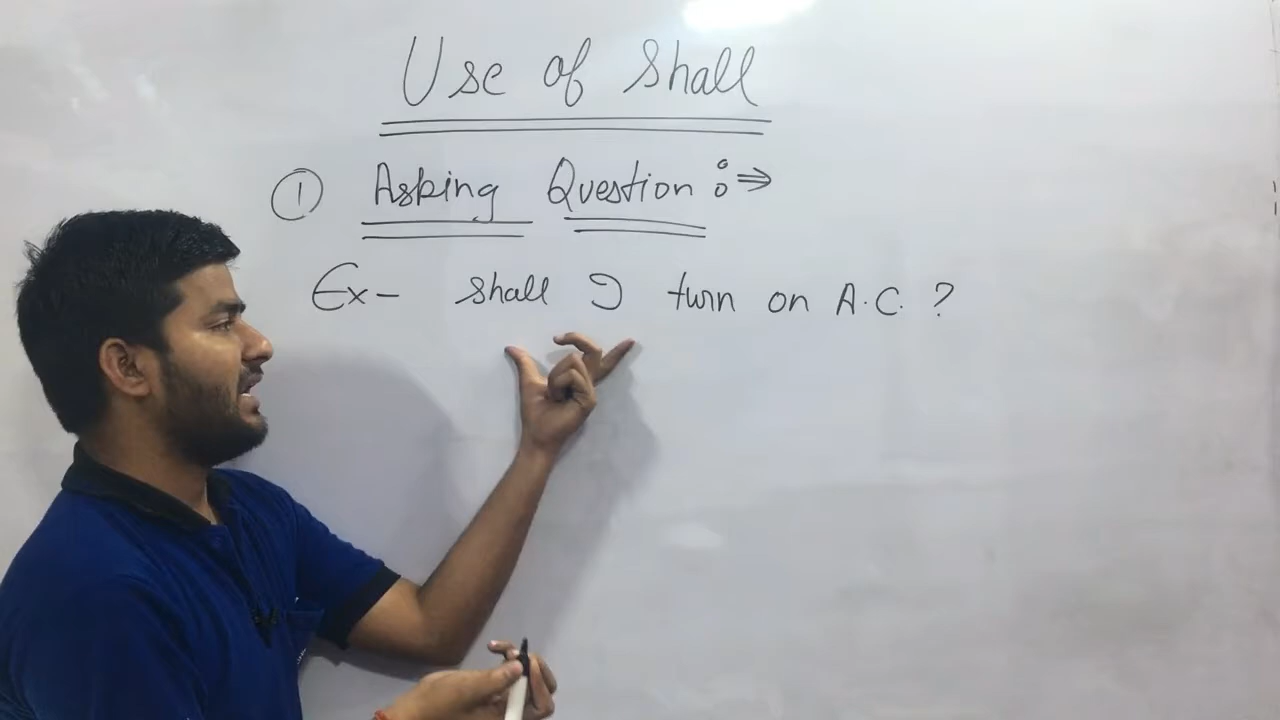 Use of Shall
① Asking Question :⇒
Ex- shall I turn on A.C. ?